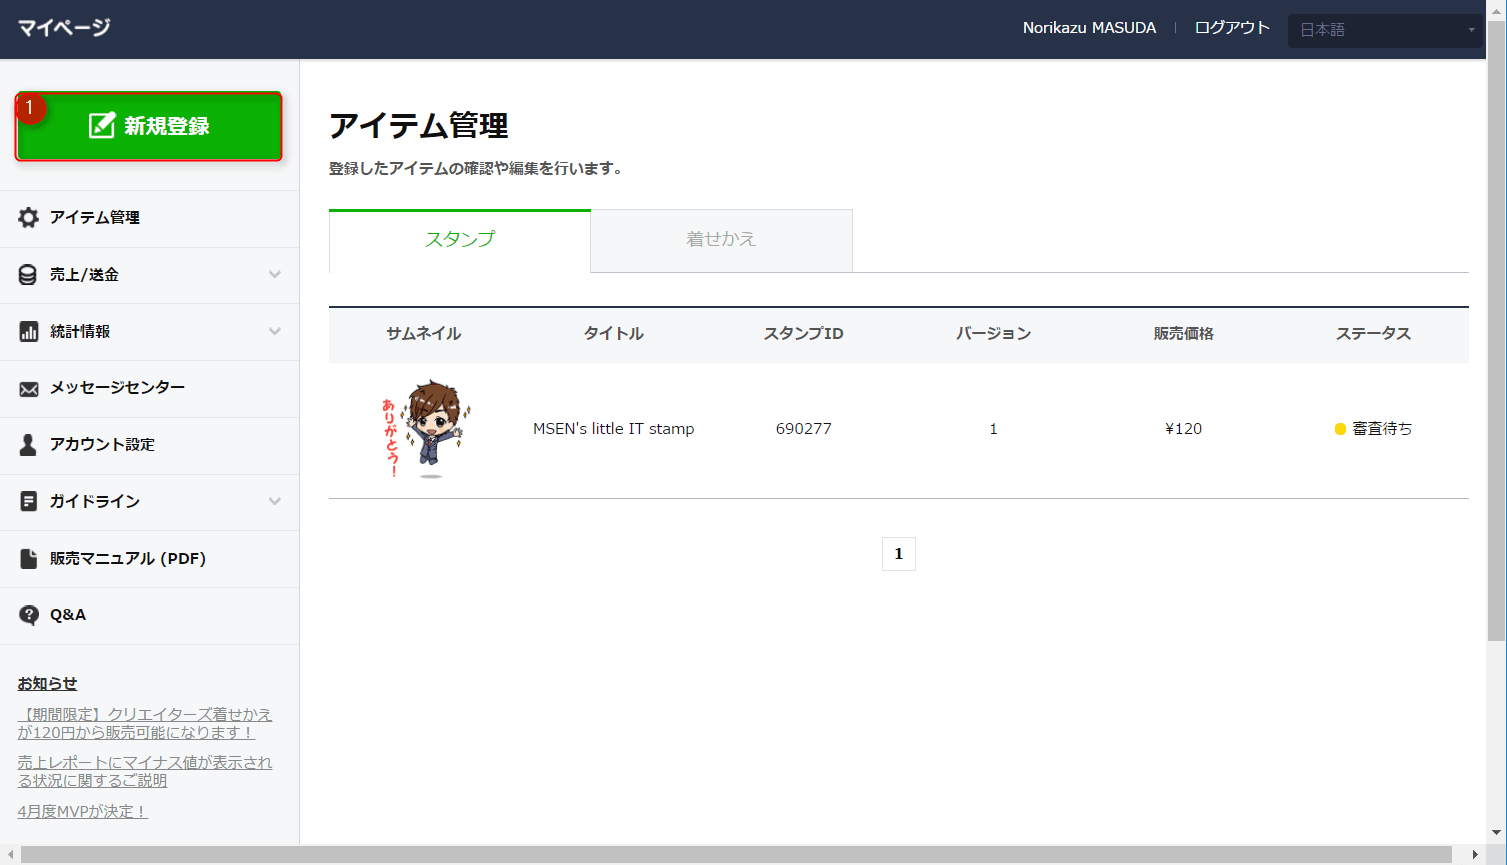 マイページ
Norikazu MASUDA
ログアウト
日本語
1
新規登録
アイテム管理
売上/送金
統計情報
メッセージセンター
アカウント設定
ガイドライン
販売マニュアル (PDF)
Q&A
お知らせ
【期間限定】クリエイターズ着せかえ
が120円から販売可能になります！
売上レポートにマイナス値が表示され
る状況に関するご説明
4月度MVPが決定！
アイテム管理
登録したアイテムの確認や編集を行います。
スタンプ
着せかえ
サムネイル タイトル スタンプID バージョン 販売価格 ステータス
ありがとう！
MSEN's little IT stamp 690277 1 ¥120 審査待ち
1